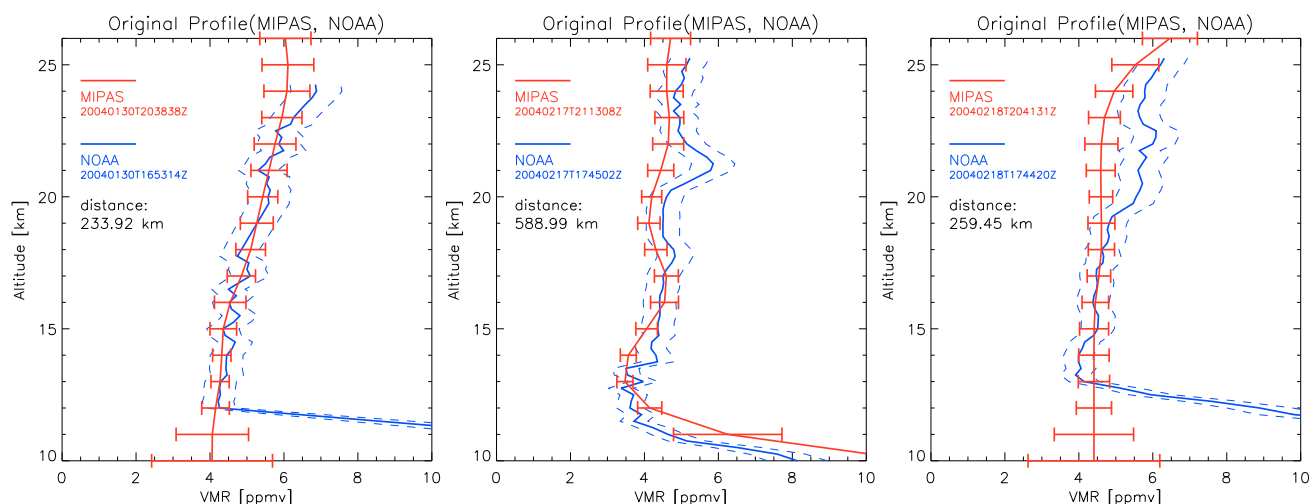 Original Profile(MIPAS, NOAA)
25
20
15
10
Altitude [km]
MIPAS
20040130T203838Z
NOAA
20040130T165314Z
distance:
233.92 km
0 2 4 6 8 10
VMR [ppmv]
Original Profile(MIPAS, NOAA)
25
20
15
10
Altitude [km]
MIPAS
20040217T211308Z
NOAA
20040217T174502Z
distance:
588.99 km
0 2 4 6 8 10
VMR [ppmv]
Original Profile(MIPAS, NOAA)
25
20
15
10
Altitude [km]
MIPAS
20040218T204131Z
NOAA
20040218T174420Z
distance:
259.45 km
0 2 4 6 8 10
VMR [ppmv]